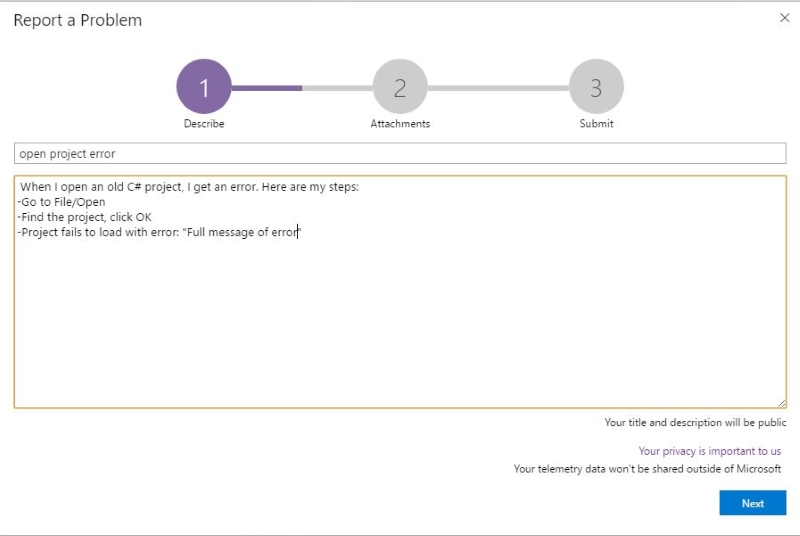 Report a Problem
1
2
3
Describe
Attachments
Submit
open project error
When I open an old C# project, I get an error. Here are my steps:
-Go to File/Open
-Find the project, click OK
-Project fails to load with error: "Full message of error"
Your title and description will be public
Your privacy is important to us
Your telemetry data won't be shared outside of Microsoft
Next